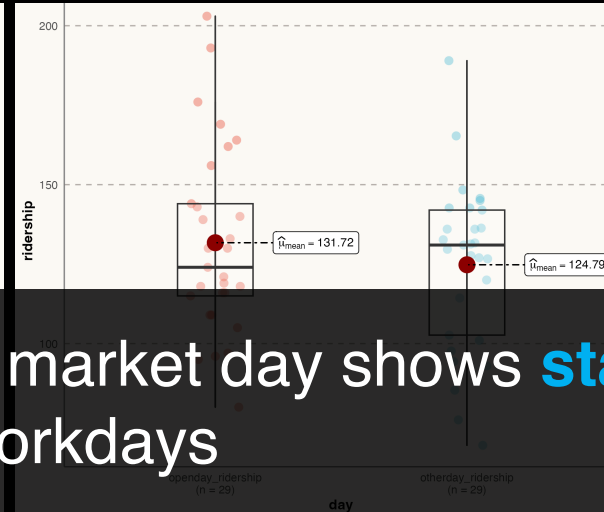 200
150
ridership
μ̂mean = 131.72
μ̂mean = 124.79
100
market day shows sta
orkdays
openday_ridership
(n = 29)
otherday_ridership
(n = 29)
day